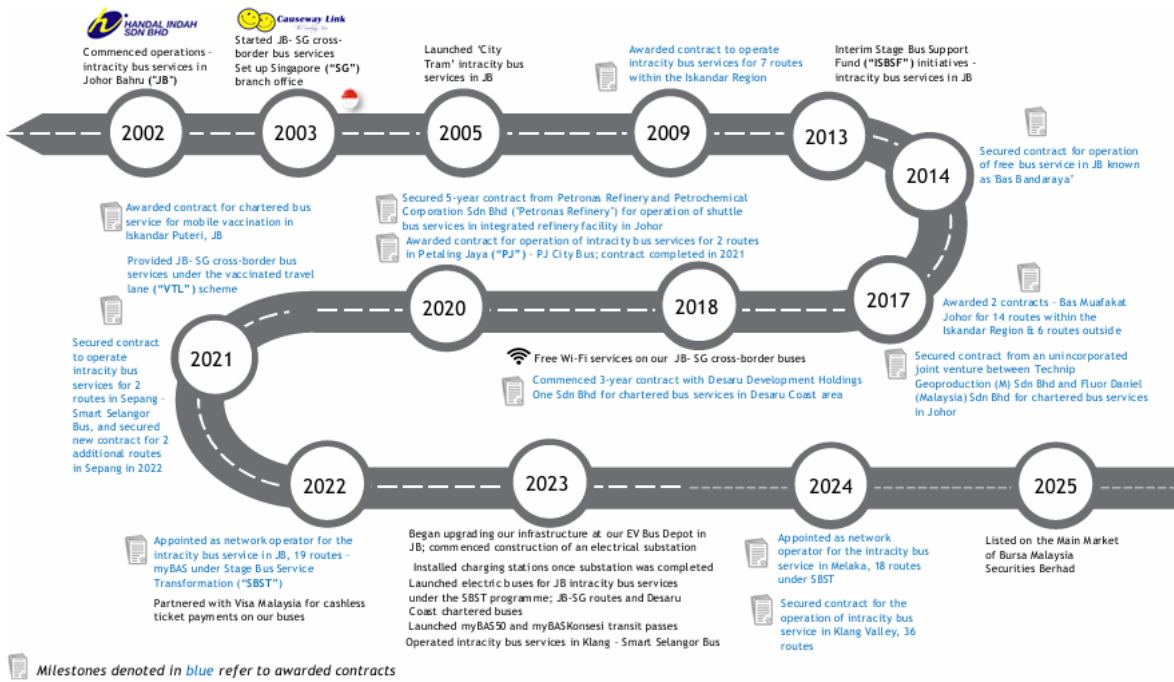 HANDAL INDAH
SDN BHD
Commenced operations –
intracity bus services in
Johor Bahru ("JB")
Causeway Link
Started JB- SG cross-
border bus services
Set up Singapore ("SG")
branch office
Launched 'City
Tram' intracity bus
services in JB
Awarded contract to operate
intracity bus services for 7 routes
within the Iskandar Region
Interim Stage Bus Support
Fund ("ISBSF") initiatives -
intracity bus services in JB
2002
2003
2005
2009
2013
2014
Secured contract for operation
of free bus service in JB known
as 'Bas Bandaraya'
Awarded contract for chartered bus
service for mobile vaccination in
Iskandar Puteri, JB
Provided JB- SG cross-border bus
services under the vaccinated travel
lane ("VTL") scheme
Secured 5-year contract from Petronas Refinery and Petrochemical
Corporation Sdn Bhd ("Petronas Refinery") for operation of shuttle
bus services in integrated refinery facility in Johor
Awarded contract for operation of intracity bus services for 2 routes
in Petaling Jaya ("PJ") - PJ City Bus; contract completed in 2021
2021
2020
2018
2017
Awarded 2 contracts – Bas Muafakat
Johor for 14 routes within the
Iskandar Region & 6 routes outside
Secured contract from an unincorporated
joint venture between Technip
Geoproduction (M) Sdn Bhd and Fluor Daniel
(Malaysia) Sdn Bhd for chartered bus services
in Johor
Free Wi-Fi services on our JB- SG cross-border buses
Commenced 3-year contract with Desaru Development Holdings
One Sdn Bhd for chartered bus services in Desaru Coast area
Secured contract
to operate
intracity bus
services for 2
routes in Sepang –
Smart Selangor
Bus, and secured
new contract for 2
additional routes
in Sepang in 2022
2022
2023
2024
2025
Appointed as network operator for the
intracity bus service in JB, 19 routes –
myBAS under Stage Bus Service
Transformation ("SBST")
Partnered with Visa Malaysia for cashless
ticket payments on our buses
Began upgrading our infrastructure at our EV Bus Depot in
JB; commenced construction of an electrical substation
Installed charging stations once substation was completed
Launched electric buses for JB intracity bus services
under the SBST programme; JB-SG routes and Desaru
Coast chartered buses
Launched myBAS50 and myBASKonsesi transit passes
Operated intracity bus services in Klang – Smart Selangor Bus
Appointed as network
operator for the intracity bus
service in Melaka, 18 routes
under SBST
Secured contract for the
operation of intracity bus
service in Klang Valley, 36
routes
Listed on the Main Market
of Bursa Malaysia
Securities Berhad
Milestones denoted in blue refer to awarded contracts